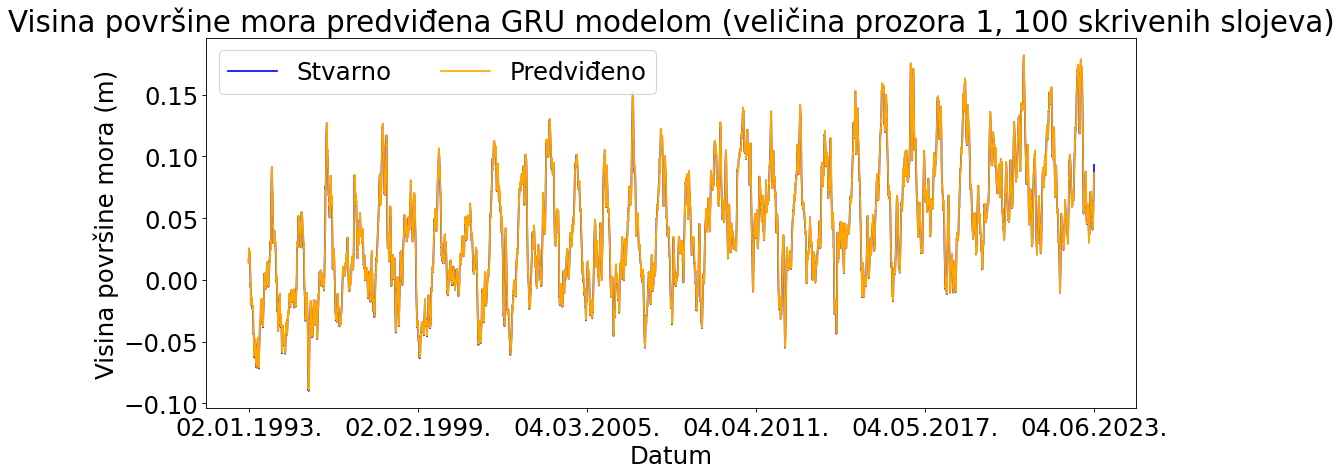 Visina površine mora predviđena GRU modelom (veličina prozora 1, 100 skrivenih slojeva)
Stvarno
Predviđeno
Visina površine mora (m)
0.15
0.10
0.05
0.00
−0.05
−0.10
02.01.1993.
02.02.1999.
04.03.2005.
04.04.2011.
04.05.2017.
04.06.2023.
Datum